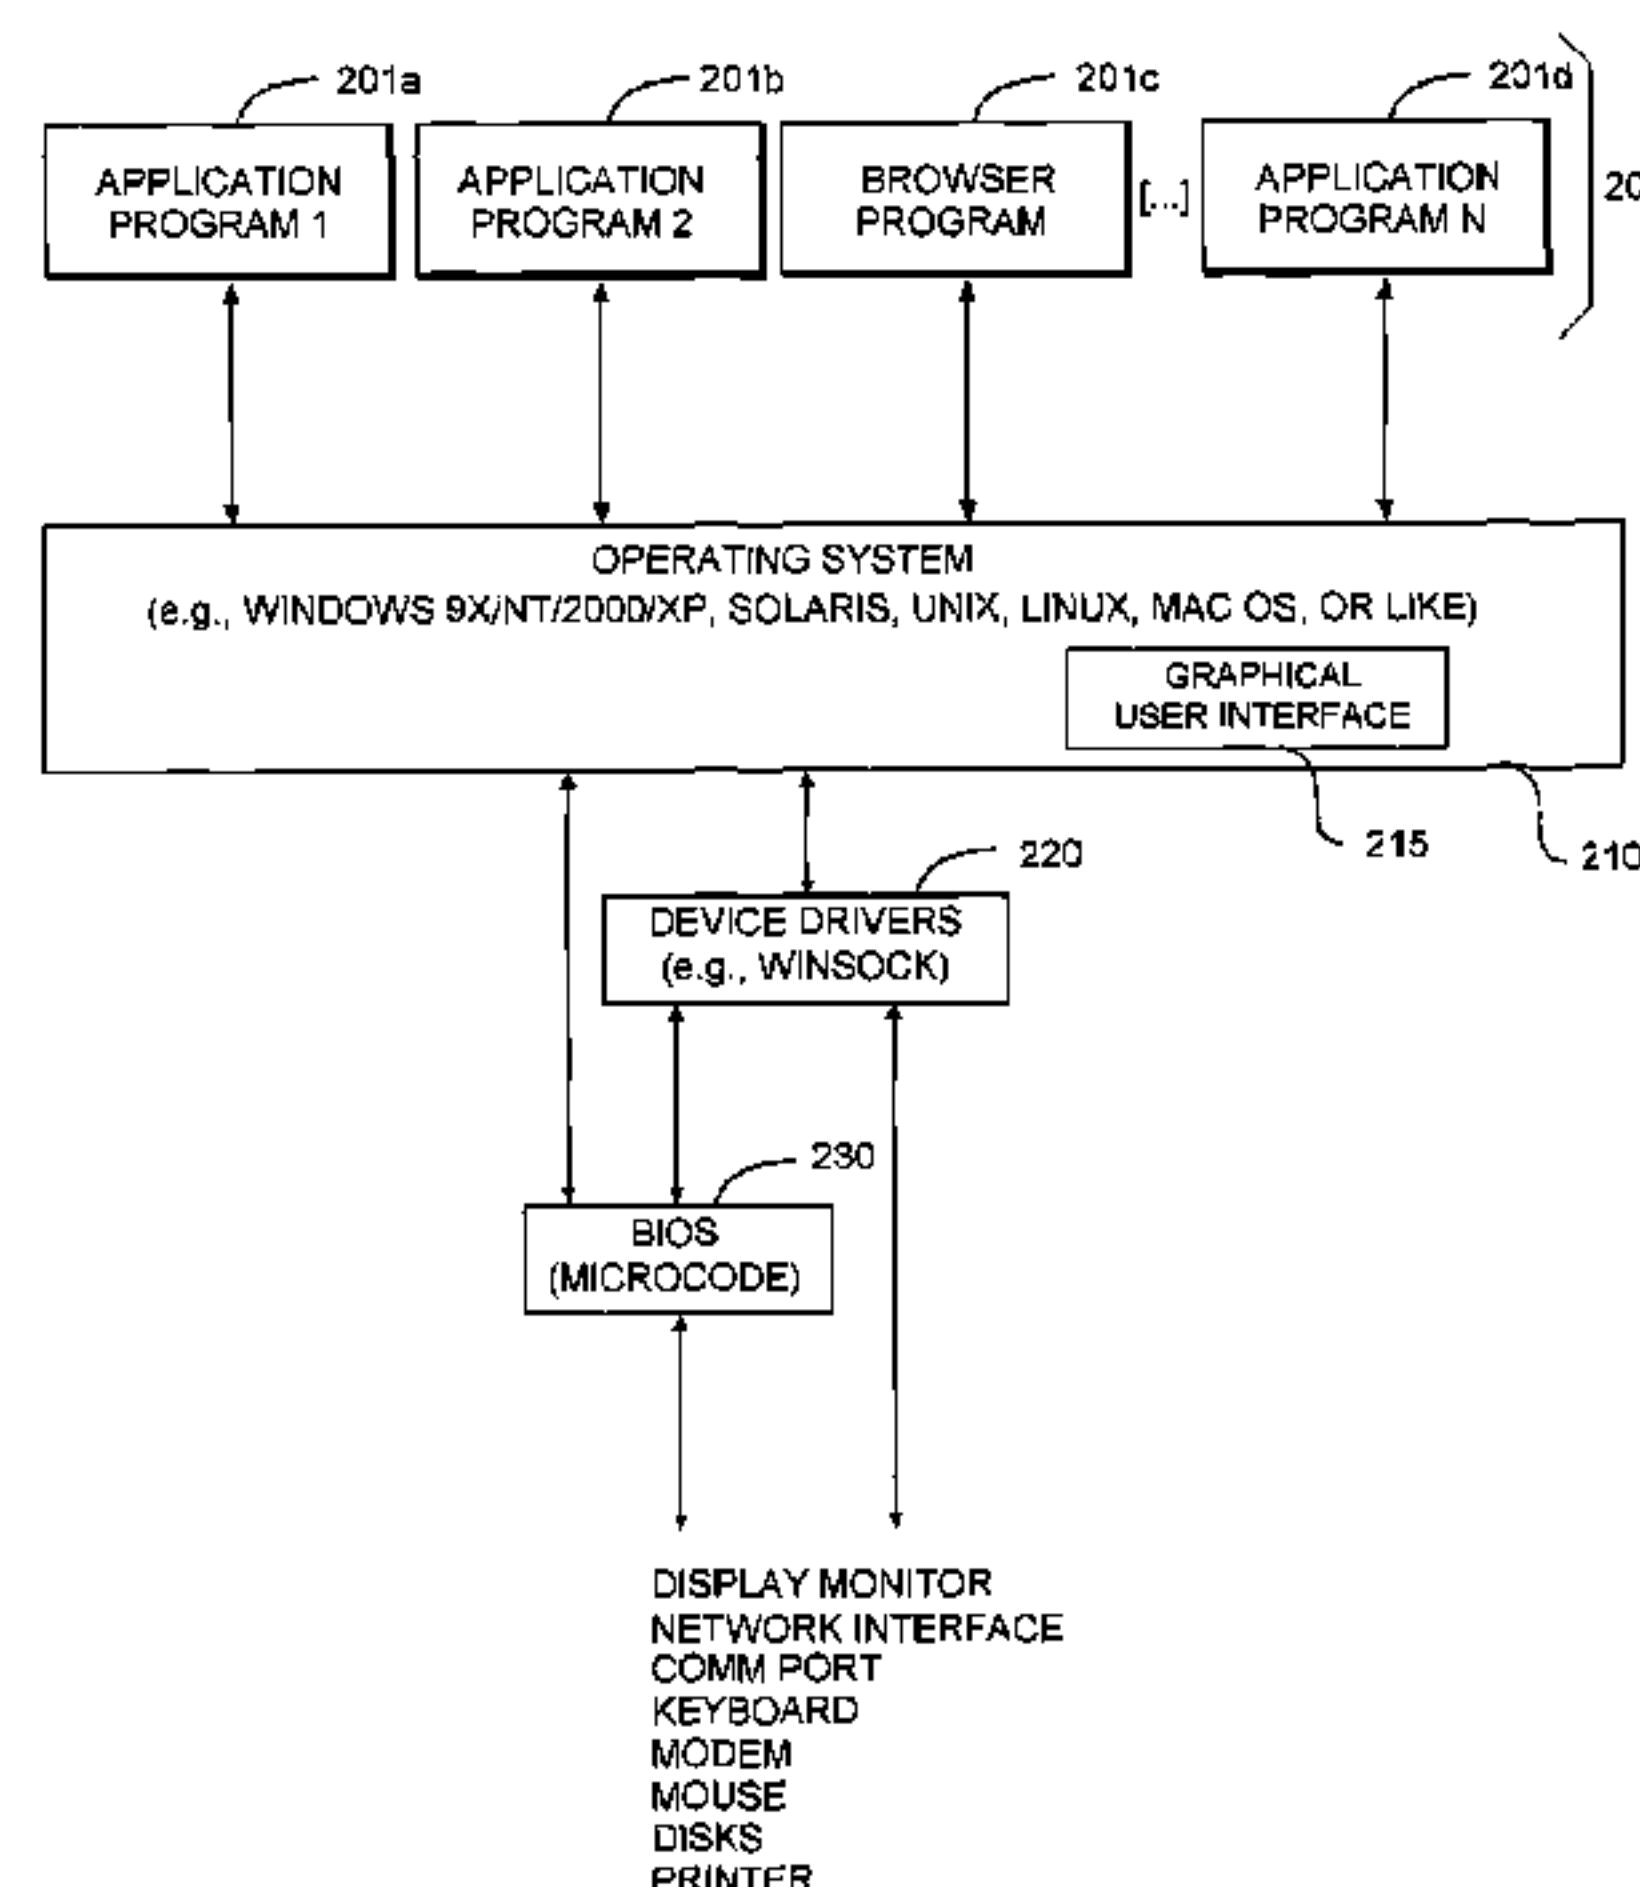 201a
201b
201c
201d
APPLICATION
PROGRAM 1
APPLICATION
PROGRAM 2
BROWSER
PROGRAM
[...]
APPLICATION
PROGRAM N
20
OPERATING SYSTEM
(e.g., WINDOWS 9X/NT/2000/XP, SOLARIS, UNIX, LINUX, MAC OS, OR LIKE)
GRAPHICAL
USER INTERFACE
215
210
220
DEVICE DRIVERS
(e.g., WINSOCK)
230
BIOS
(MICROCODE)
DISPLAY MONITOR
NETWORK INTERFACE
COMM PORT
KEYBOARD
MODEM
MOUSE
DISKS
PRINTER